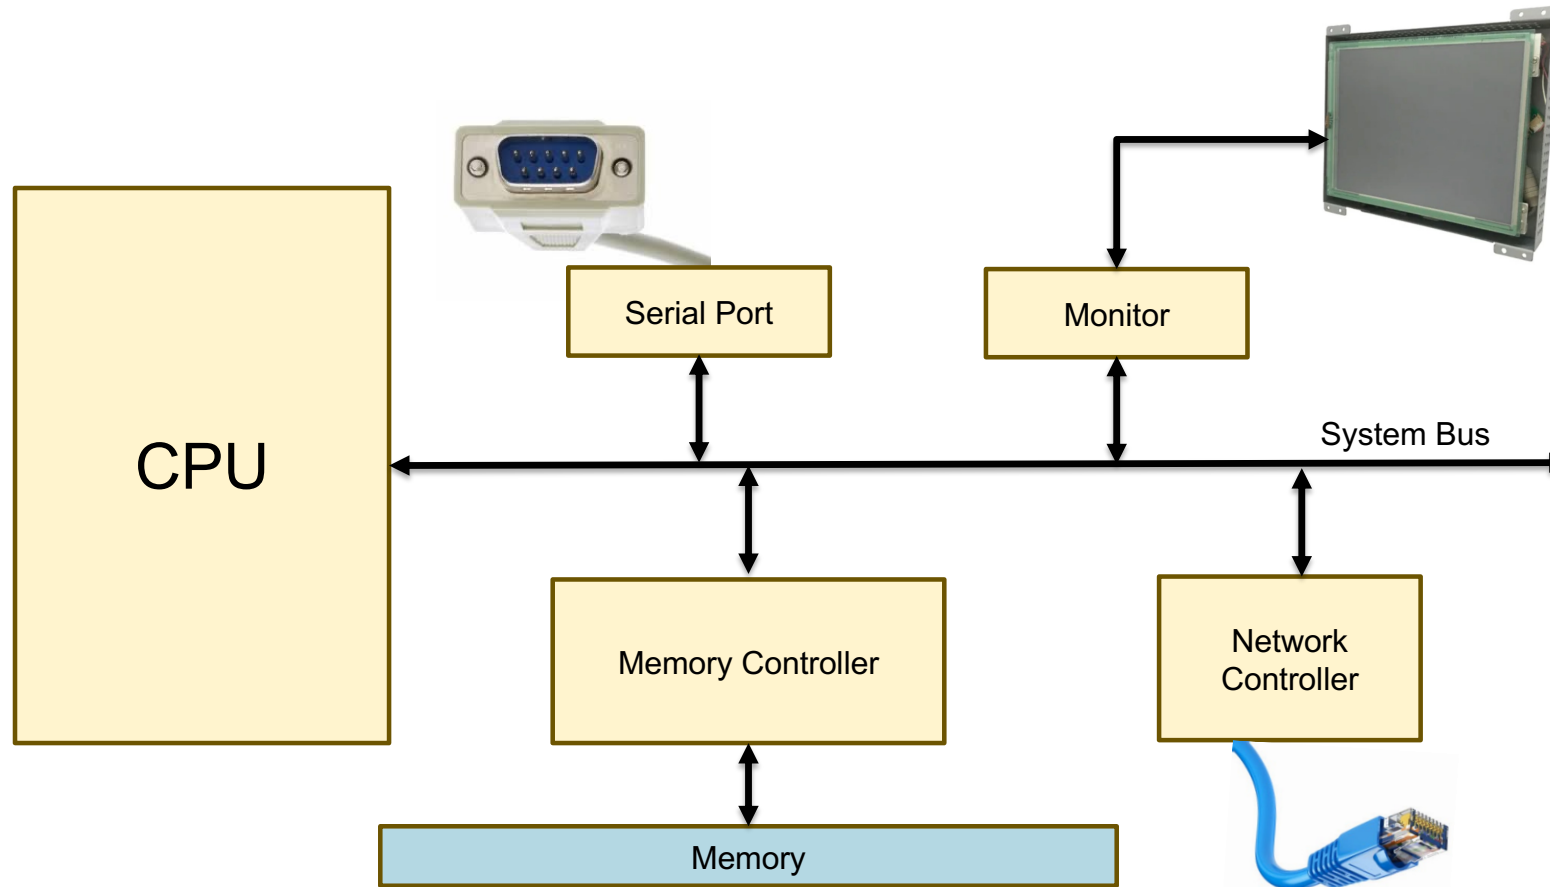 Serial Port
Monitor
CPU
System Bus
Memory Controller
Network
Controller
Memory